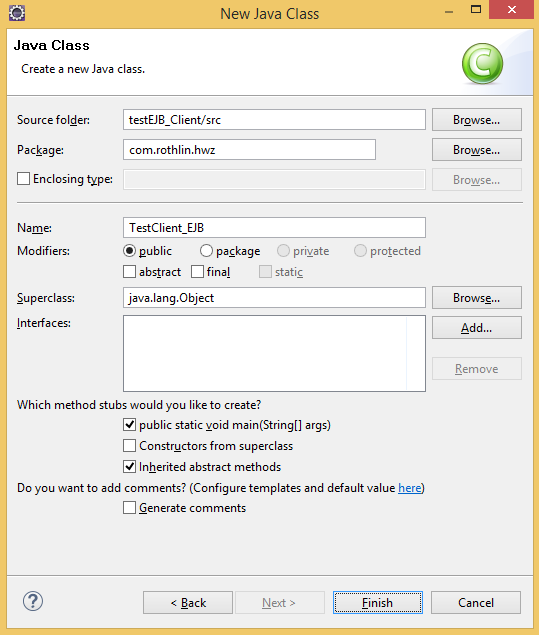 New Java Class
Java Class
Create a new Java class.
Source folder: testEJB_Client/src Browse...
Package: com.rothlin.hwz Browse...
Enclosing type: Browse...
Name: TestClient_EJB
Modifiers: public package private protected
abstract final static
Superclass: java.lang.Object Browse...
Interfaces: Add...
Remove
Which method stubs would you like to create?
public static void main(String[] args)
Constructors from superclass
Inherited abstract methods
Do you want to add comments? (Configure templates and default value here)
Generate comments
? < Back Next > Finish Cancel